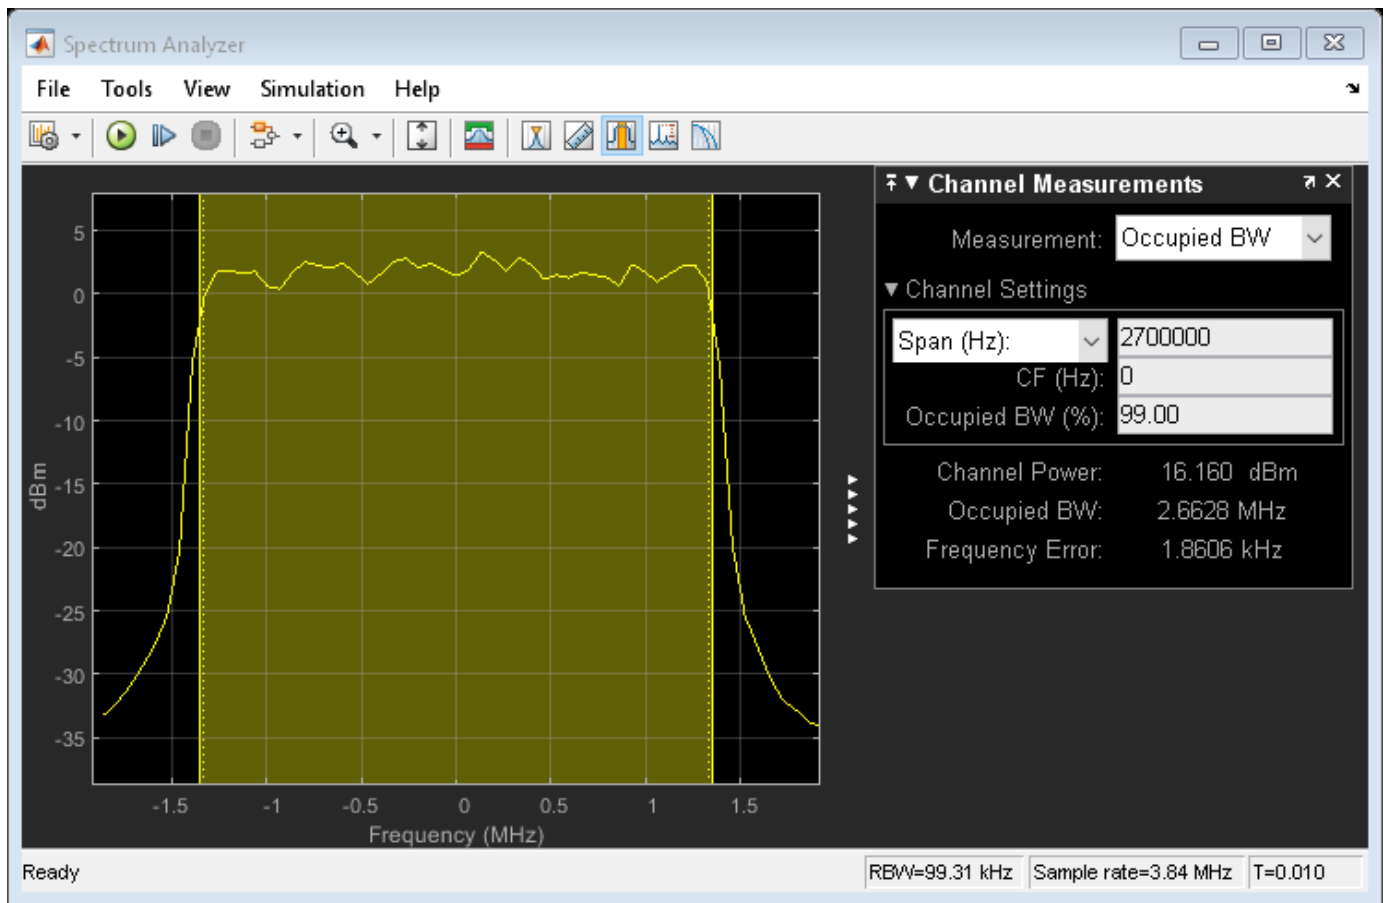 Spectrum Analyzer
File Tools View Simulation Help
Channel Measurements
Measurement: Occupied BW
Channel Settings
Span (Hz): 2700000
CF (Hz): 0
Occupied BW (%): 99.00
Channel Power: 16.160 dBm
Occupied BW: 2.6628 MHz
Frequency Error: 1.8606 kHz
5
0
-5
-10
-15
-20
-25
-30
-35
dBm
-1.5 -1 -0.5 0 0.5 1 1.5
Frequency (MHz)
Ready RBW=99.31 kHz Sample rate=3.84 MHz T=0.010